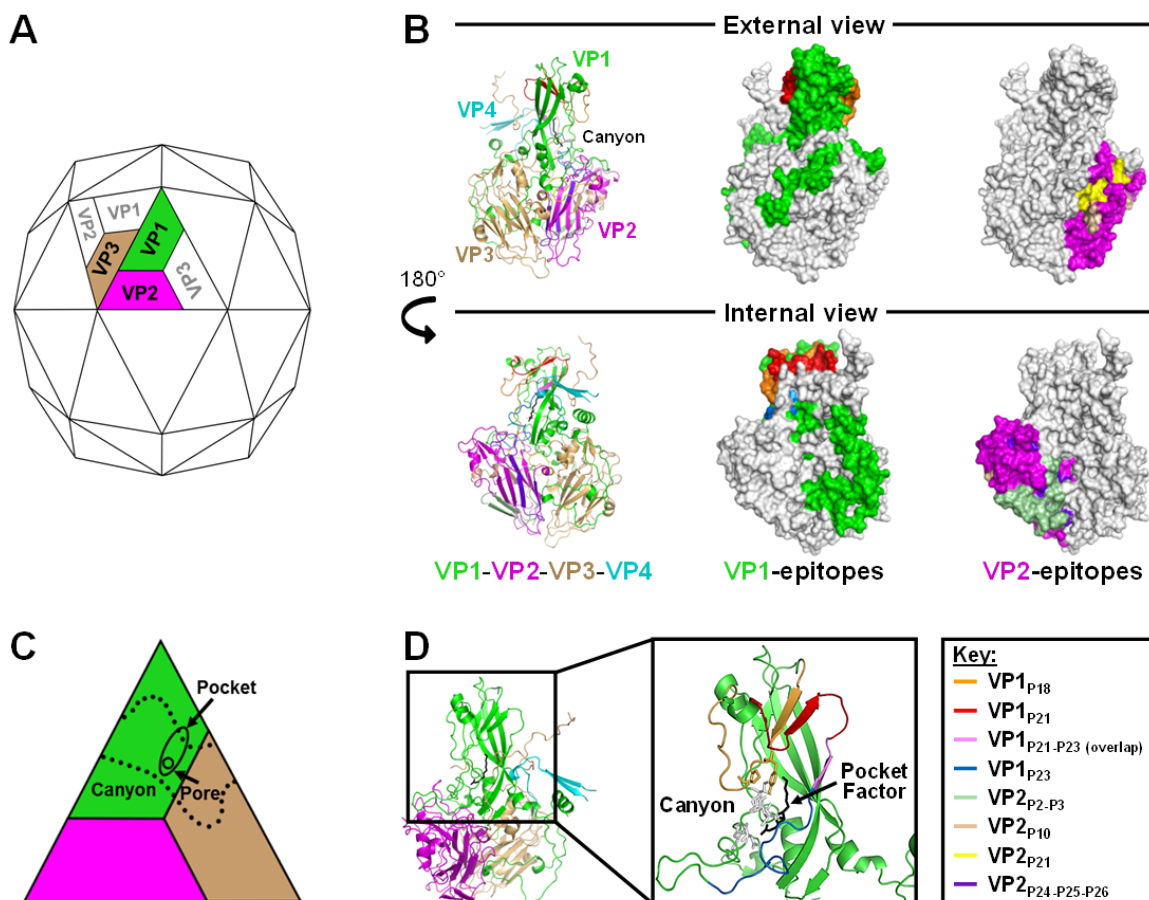 A
VP1
VP2
VP3
VP1
VP2
VP3
B
External view
VP1
VP4
Canyon
VP2
VP3
180°
Internal view
VP1-VP2-VP3-VP4
VP1-epitopes
VP2-epitopes
C
Pocket
Canyon
Pore
D
Canyon
Pocket
Factor
Key:
VP1P18
VP1P21
VP1P21-P23 (overlap)
VP1P23
VP2P2-P3
VP2P10
VP2P21
VP2P24-P25-P26